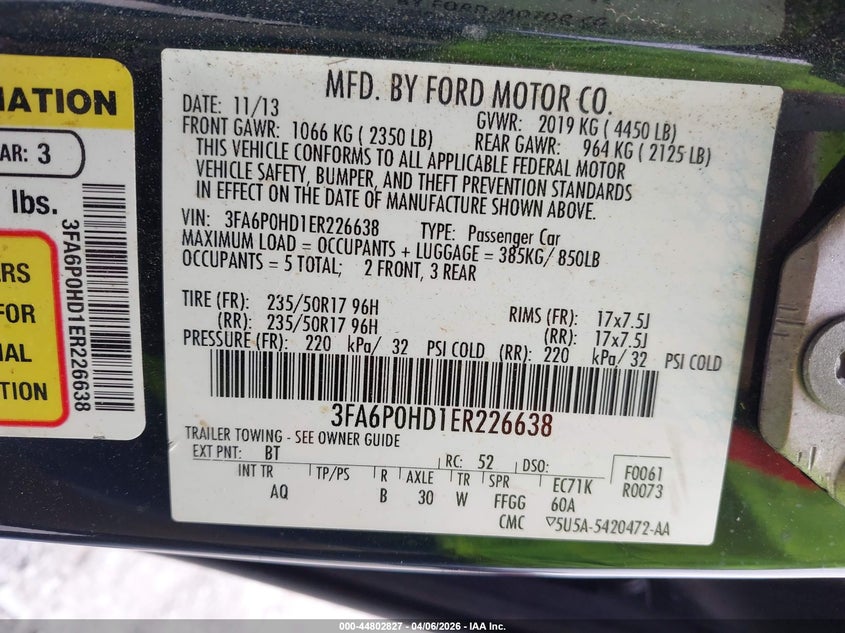 BY FORD MOTOR CO.
MATION
AR: 3
lbs.
3FA6P0HD1ER226638
ERS
FOR
IAL
TION
MFD. BY FORD MOTOR CO.
DATE: 11/13 GVWR: 2019 KG ( 4450 LB)
FRONT GAWR: 1066 KG ( 2350 LB) REAR GAWR: 964 KG ( 2125 LB)
THIS VEHICLE CONFORMS TO ALL APPLICABLE FEDERAL MOTOR
VEHICLE SAFETY, BUMPER, AND THEFT PREVENTION STANDARDS
IN EFFECT ON THE DATE OF MANUFACTURE SHOWN ABOVE.
VIN: 3FA6P0HD1ER226638 TYPE: Passenger Car
MAXIMUM LOAD = OCCUPANTS + LUGGAGE = 385KG/ 850LB
OCCUPANTS = 5 TOTAL; 2 FRONT, 3 REAR
TIRE (FR): 235/50R17 96H RIMS (FR): 17x7.5J
(RR): 235/50R17 96H (RR): 17x7.5J
PRESSURE (FR): 220 kPa/ 32 PSI COLD (RR): 220 kPa/ 32 PSI COLD
3FA6P0HD1ER226638
TRAILER TOWING - SEE OWNER GUIDE
EXT PNT: BT RC: 52 DSO: F0061
INT TR TP/PS R AXLE TR SPR EC71K R0073
AQ B 30 W FFGG 60A
CMC 5U5A-5420472-AA
000-44802827 - 04/06/2026 - IAA Inc.